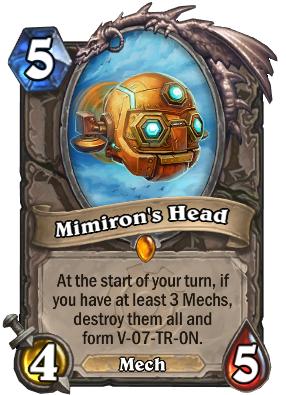 5
Mimiron's Head
At the start of your turn, if
you have at least 3 Mechs,
destroy them all and
form V-07-TR-0N.
Mech
4
5